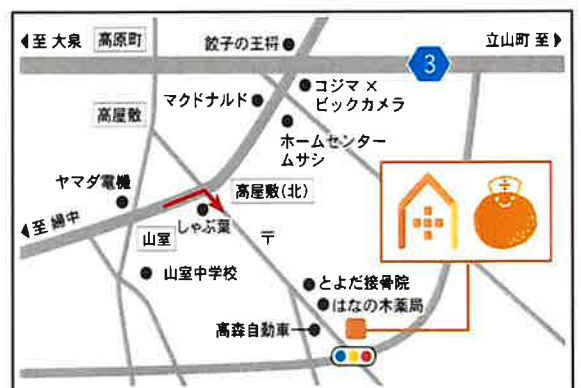 ◀至 大泉
高原町
餃子の王将
立山町 至▶
3
コジマ ×
ビックカメラ
マクドナルド
高屋敷
ホームセンター
ムサシ
ヤマダ電機
高屋敷(北)
◀至 婦中
しゃぶ葉
山室
〒
山室中学校
とよだ接骨院
はなの木薬局
高森自動車